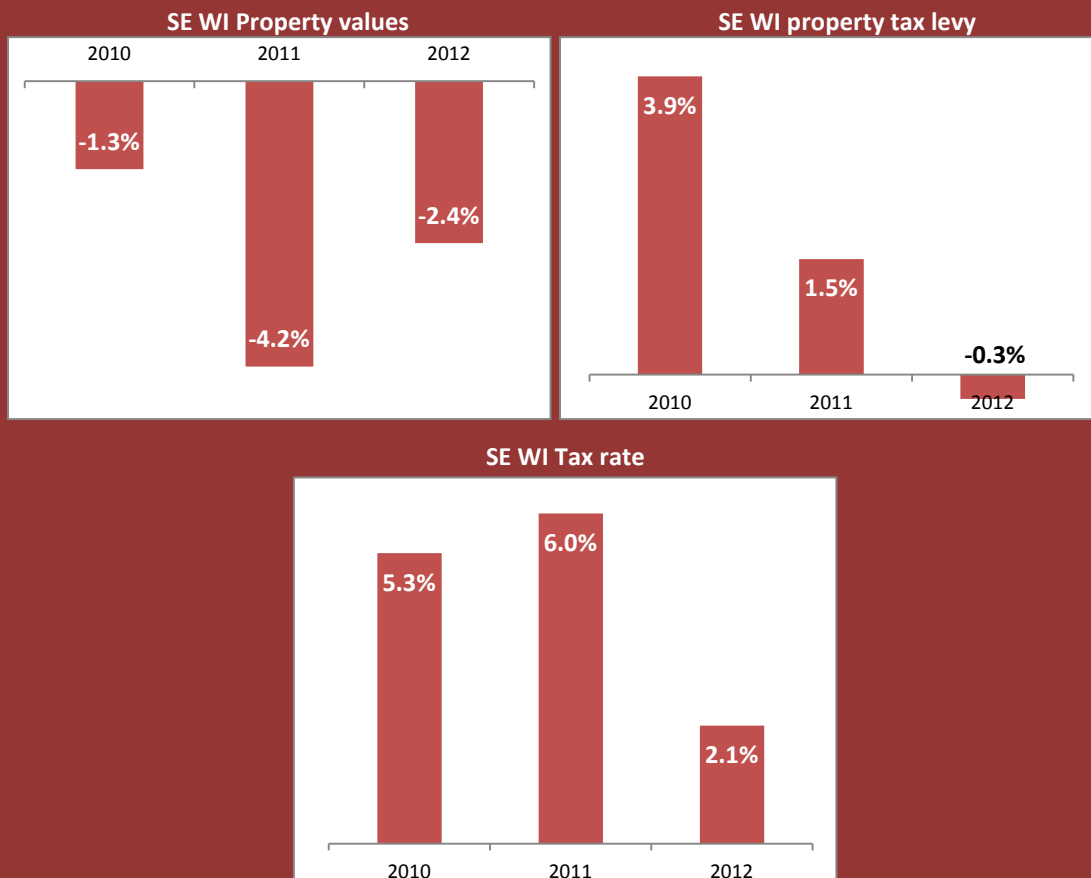 SE WI Property values
2010 2011 2012
-1.3%
-4.2%
-2.4%
SE WI property tax levy
3.9%
1.5%
-0.3%
2010 2011 2012
SE WI Tax rate
5.3%
6.0%
2.1%
2010 2011 2012